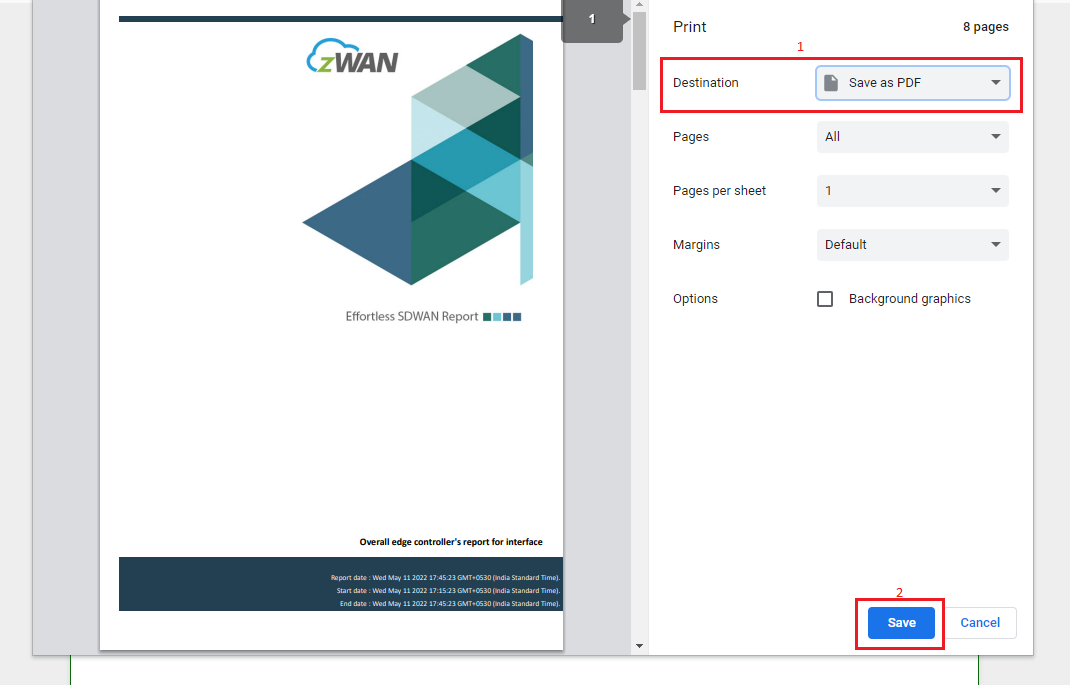 zWAN
Effortless SDWAN Report
Overall edge controller's report for interface
Report date : Wed May 11 2022 17:45:23 GMT+0530 (India Standard Time).
Start date : Wed May 11 2022 17:15:23 GMT+0530 (India Standard Time).
End date : Wed May 11 2022 17:45:23 GMT+0530 (India Standard Time).
1
Print 8 pages
1
Destination Save as PDF
Pages All
Pages per sheet 1
Margins Default
Options Background graphics
2
Save Cancel